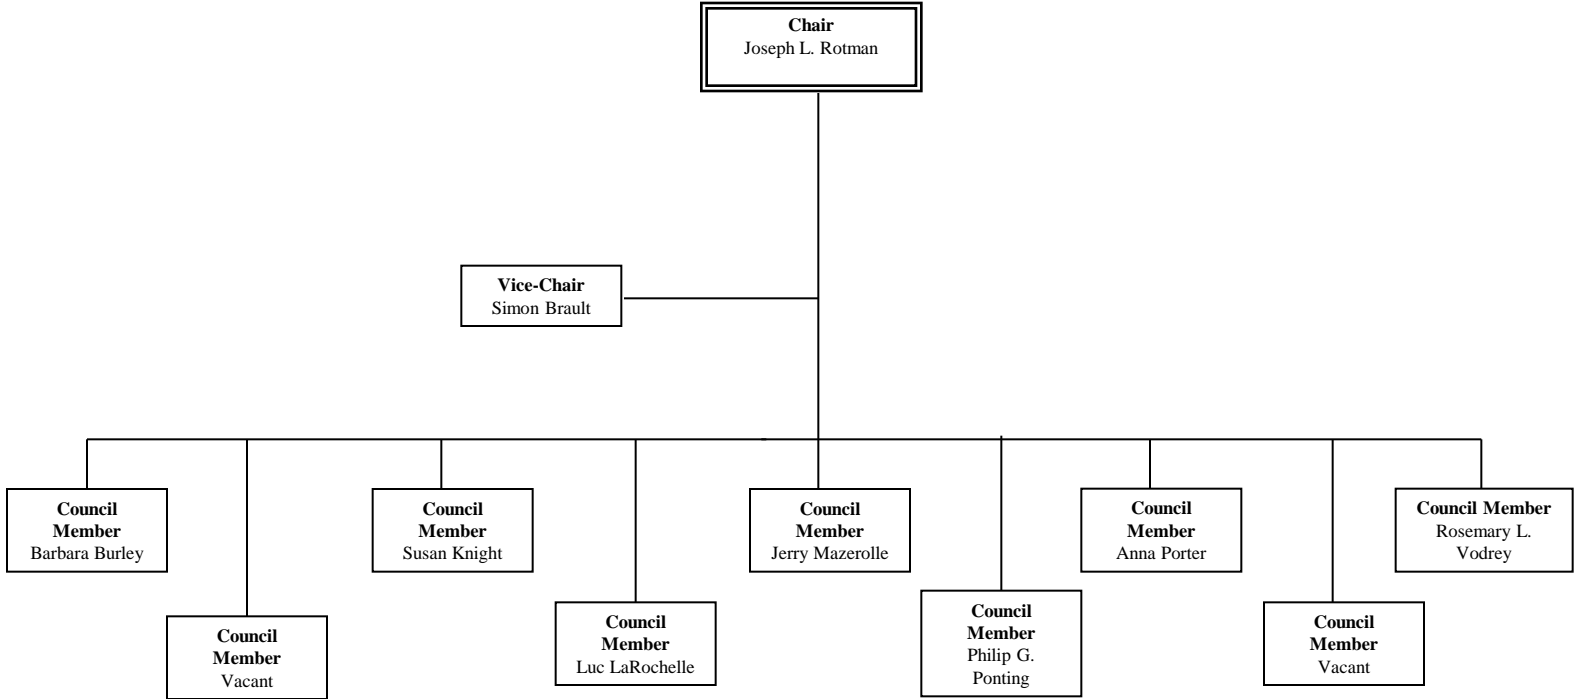 Chair
Joseph L. Rotman
Vice-Chair
Simon Brault
Council
Member
Barbara Burley
Council
Member
Susan Knight
Council
Member
Jerry Mazerolle
Council
Member
Anna Porter
Council Member
Rosemary L.
Vodrey
Council
Member
Vacant
Council
Member
Luc LaRochelle
Council
Member
Philip G.
Ponting
Council
Member
Vacant